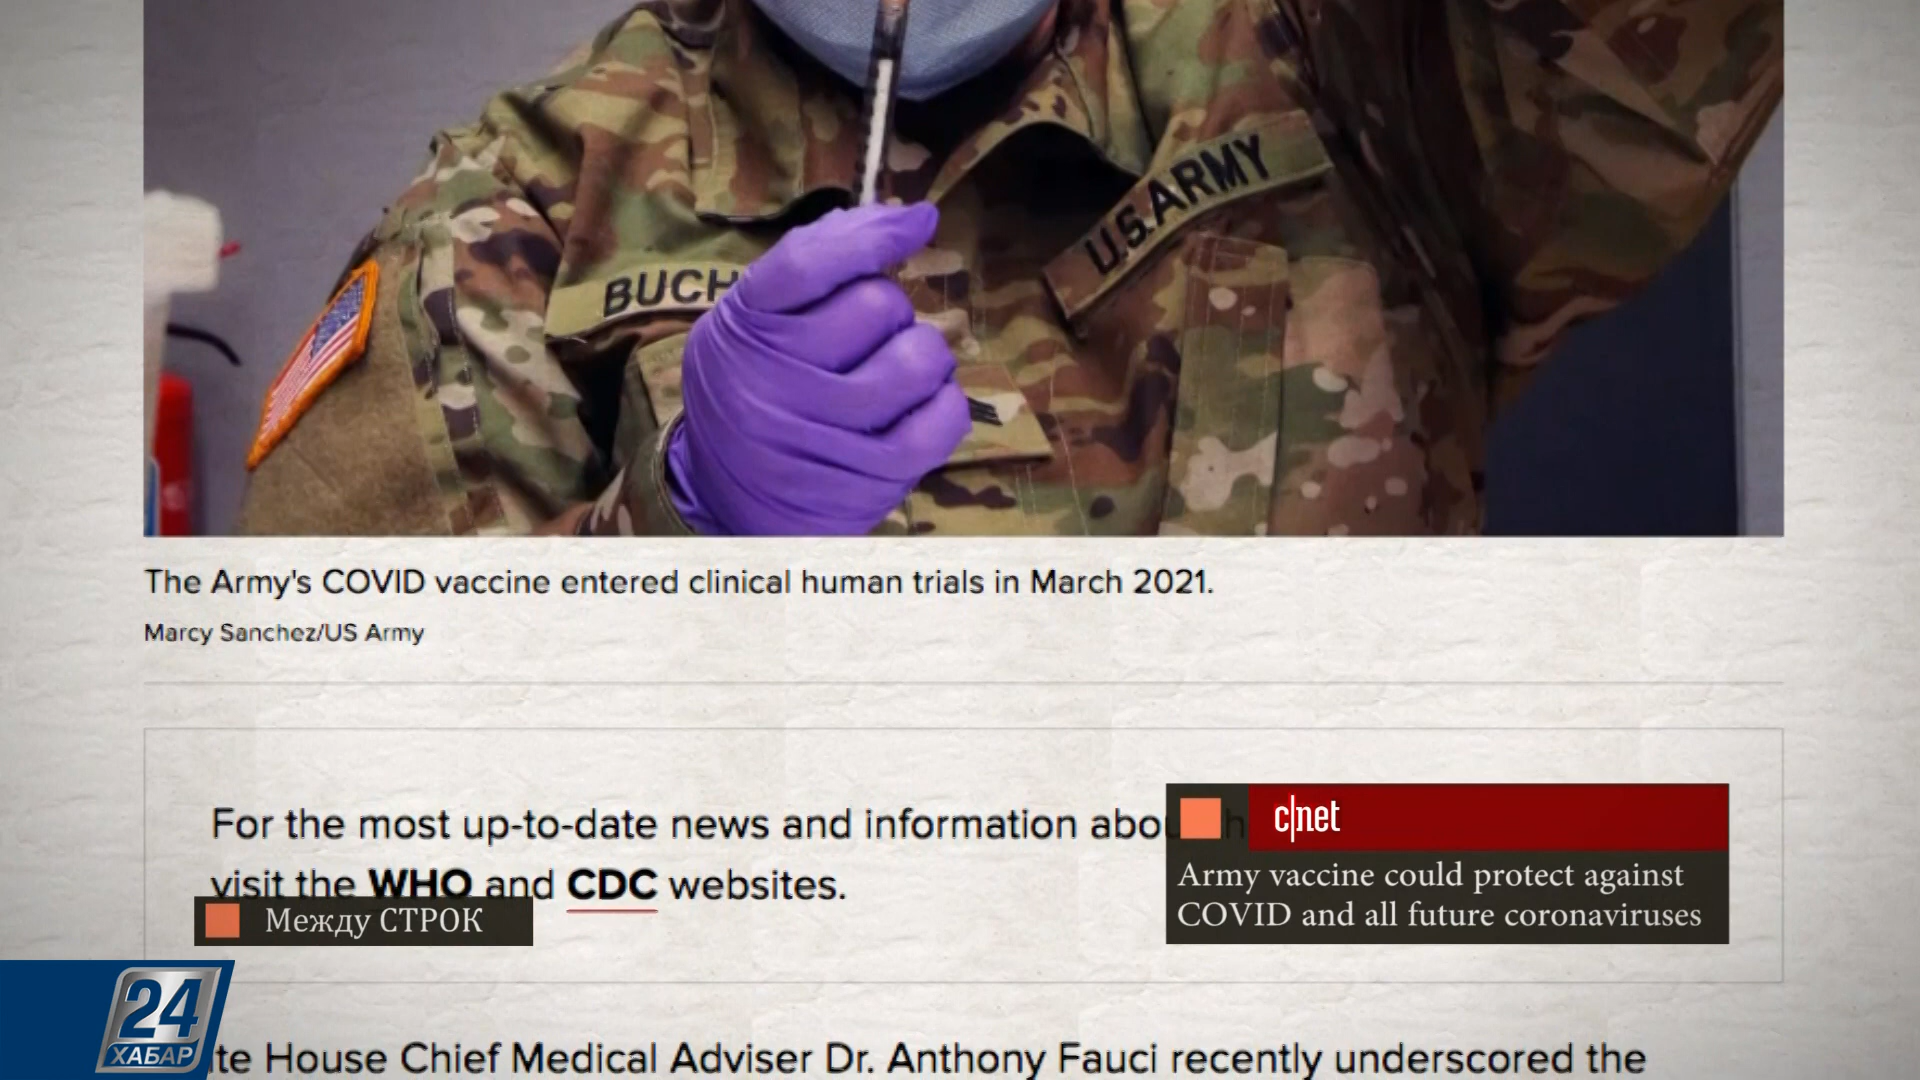 BUCH
U.S. ARMY
The Army's COVID vaccine entered clinical human trials in March 2021.
Marcy Sanchez/US Army
For the most up-to-date news and information abou
visit the WHO and CDC websites.
c|net
Army vaccine could protect against
COVID and all future coronaviruses
Между СТРОК
24
ХАБАР
te House Chief Medical Adviser Dr. Anthony Fauci recently underscored the